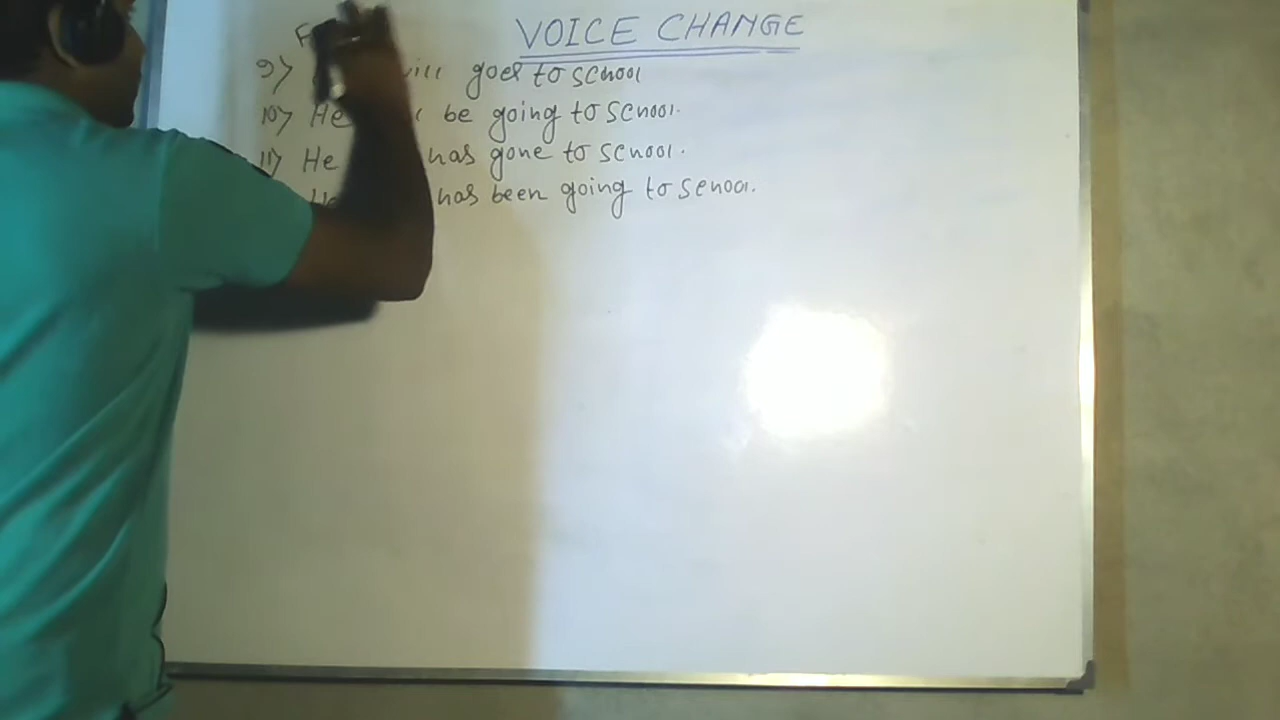 VOICE CHANGE
9) goes to school
10) He be going to school.
11) He has gone to school.
He has been going to school.